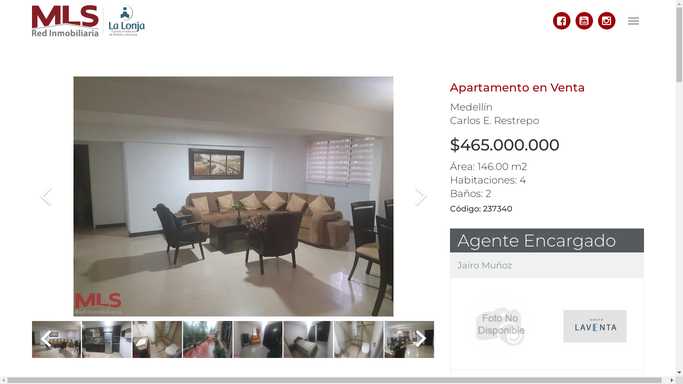 MLS
Red Inmobiliaria
La Lonja
Apartamento en Venta
Medellín
Carlos E. Restrepo
$465.000.000
Área: 146.00 m2
Habitaciones: 4
Baños: 2
Código: 237340
MLS
Red Inmobiliaria
Agente Encargado
Jairo Muñoz
Foto No
Disponible
LAVENTA